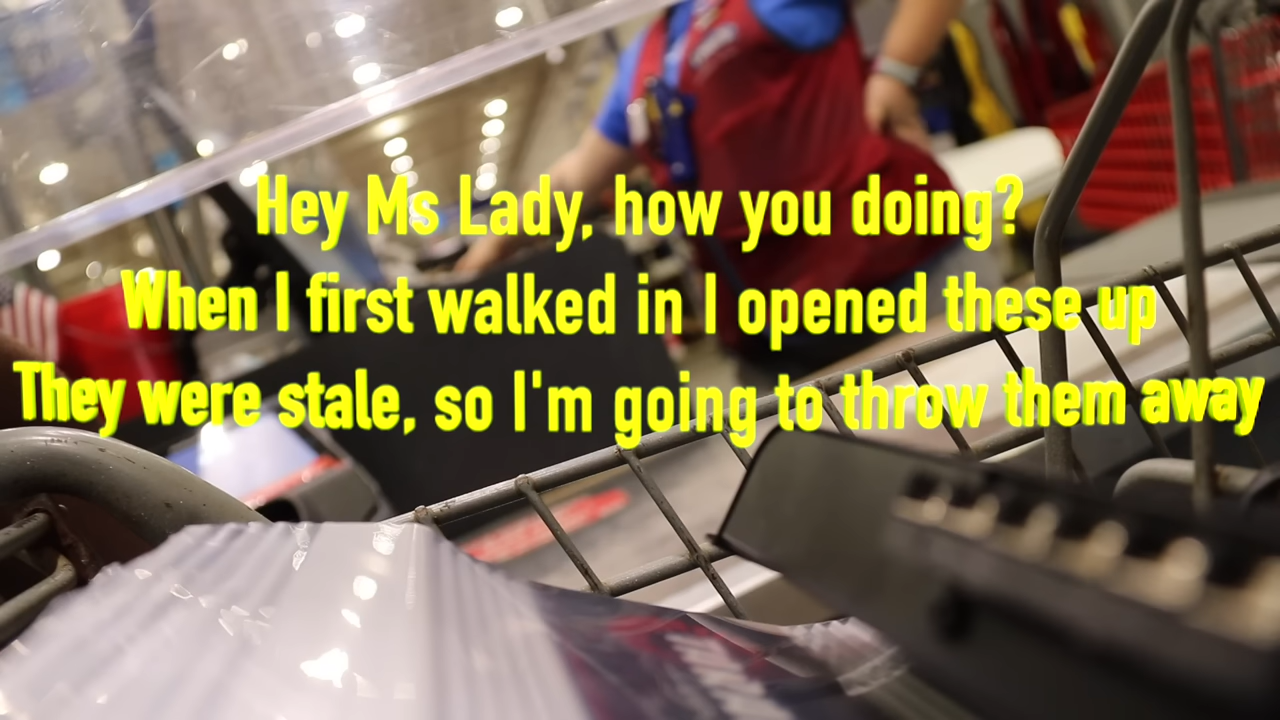 Hey Ms Lady, how you doing?
When I first walked in I opened these up
They were stale, so I'm going to throw them away